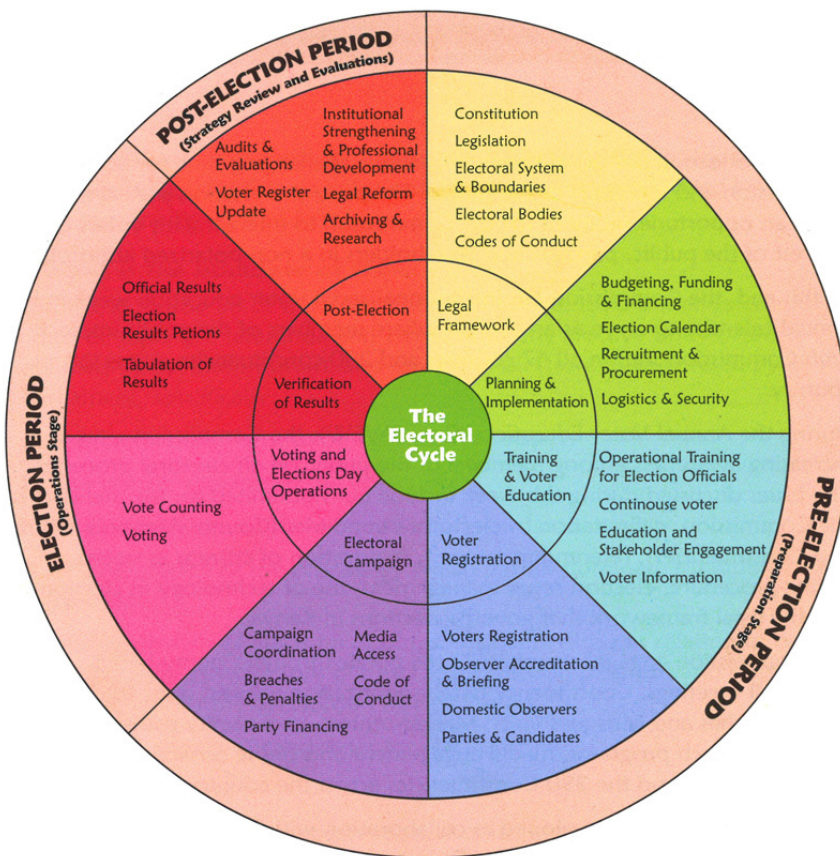 POST-ELECTION PERIOD
(Strategy Review and Evaluations)
Audits &
Evaluations
Voter Register
Update
Institutional
Strengthening
& Professional
Development
Legal Reform
Archiving &
Research
Post-Election
Constitution
Legislation
Electoral System
& Boundaries
Electoral Bodies
Codes of Conduct
Legal
Framework
Budgeting, Funding
& Financing
Election Calendar
Recruitment &
Procurement
Logistics & Security
Planning &
Implementation
PRE-ELECTION PERIOD
(Preparation Stage)
Operational Training
for Election Officials
Continouse voter
Education and
Stakeholder Engagement
Voter Information
Training
& Voter
Education
Voter
Registration
Voters Registration
Observer Accreditation
& Briefing
Domestic Observers
Parties & Candidates
Electoral
Campaign
Campaign
Coordination
Breaches
& Penalties
Party Financing
Media
Access
Code of
Conduct
ELECTION PERIOD
(Operations Stage)
Voting and
Elections Day
Operations
Vote Counting
Voting
Verification
of Results
Official Results
Election
Results Petions
Tabulation of
Results
The
Electoral
Cycle